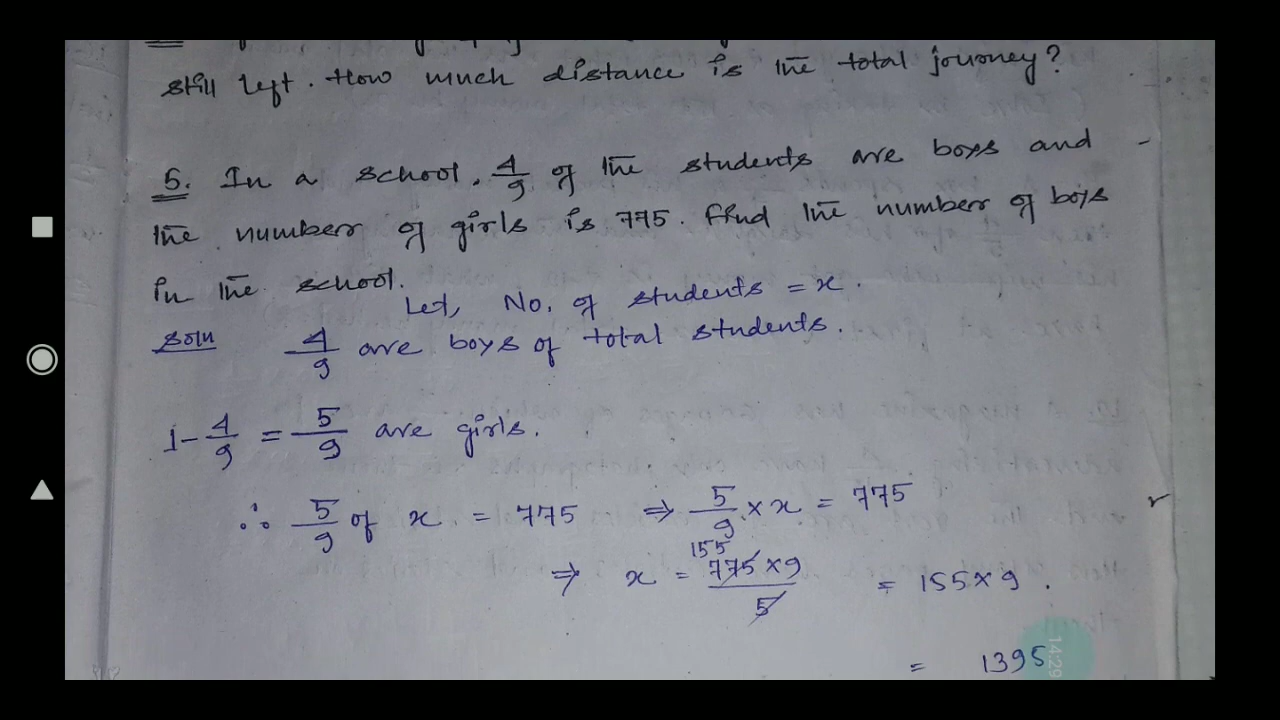 still left. How much distance is the total journey?
5. In a school, 4/9 of the students are boys and
the number of girls is 775. Find the number of boys
in the school.
Let, No. of students = x.
Soln 4/9 are boys of total students.
1 - 4/9 = 5/9 are girls.
∴ 5/9 of x = 775 ⇒ 5/9 × x = 775
155
⇒ x = 775 × 9 / 5 = 155 × 9.
= 1395
14:29